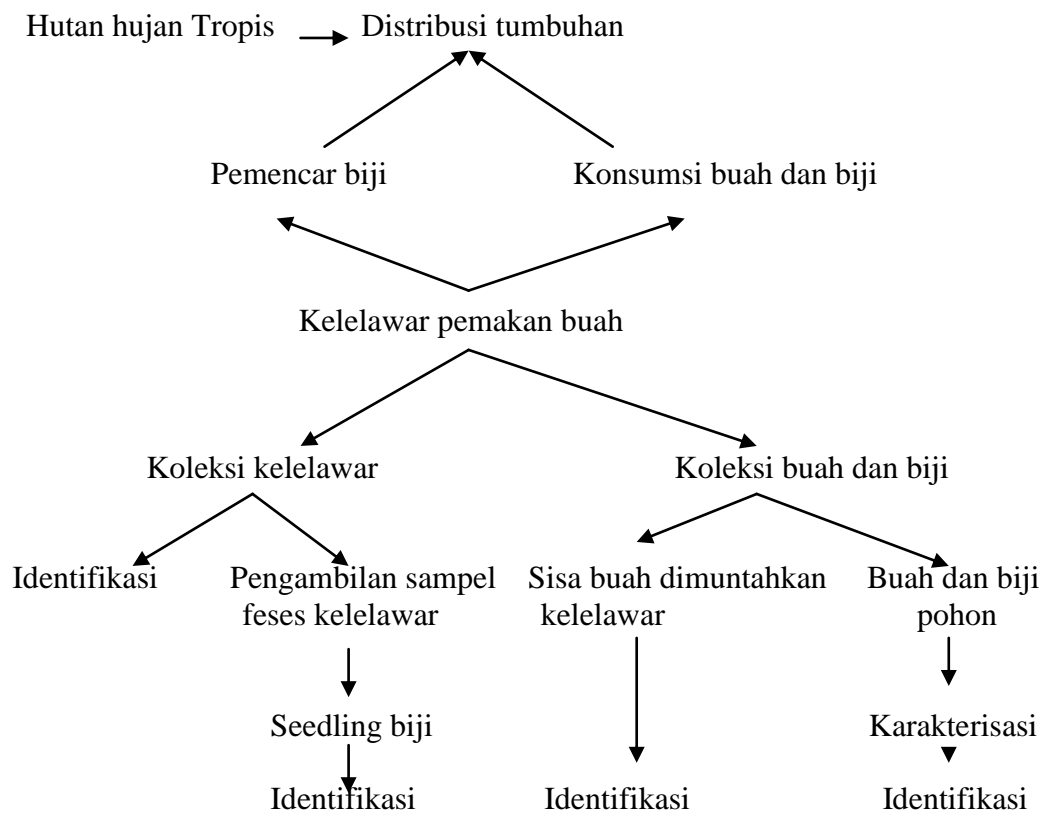 Hutan hujan Tropis Distribusi tumbuhan
Pemencar biji Konsumsi buah dan biji
Kelelawar pemakan buah
Koleksi kelelawar Koleksi buah dan biji
Identifikasi Pengambilan sampel Sisa buah dimuntahkan Buah dan biji
feses kelelawar kelelawar pohon
Seedling biji Karakterisasi
Identifikasi Identifikasi Identifikasi